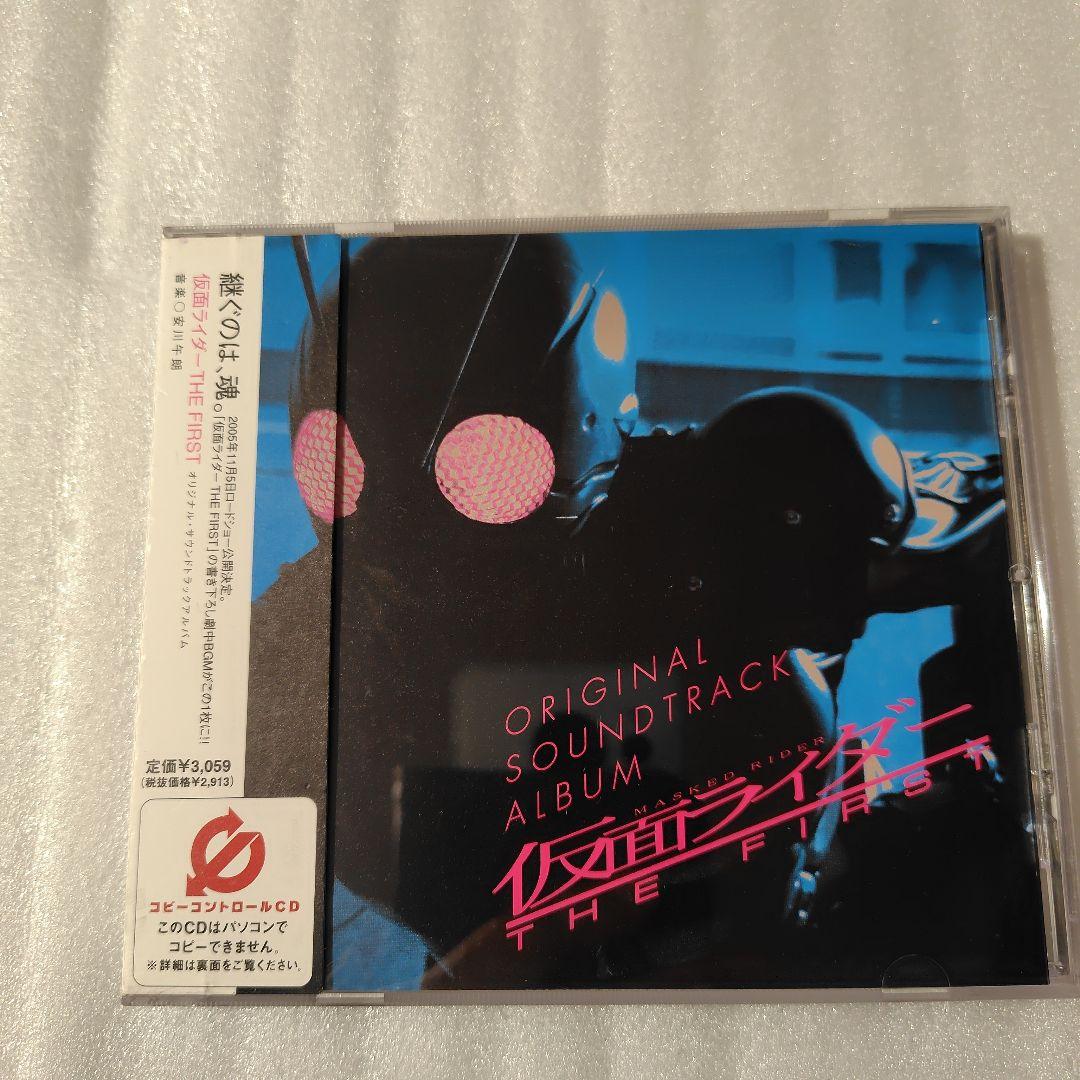 継ぐのは、魂。
2005年11月5日ロードショー公開決定。
「仮面ライダー THE FIRST」の書き下ろし劇中BGMがこの1枚に!!
仮面ライダー THE FIRST オリジナル・サウンドトラックアルバム
音楽○安川午朗
定価¥3,059
(税抜価格¥2,913)
コピーコントロールCD
このCDはパソコンで
コピーできません。
※詳細は裏面をご覧ください。
ORIGINAL
SOUNDTRACK
ALBUM
MASKED RIDER
仮面ライダー
THE FIRST